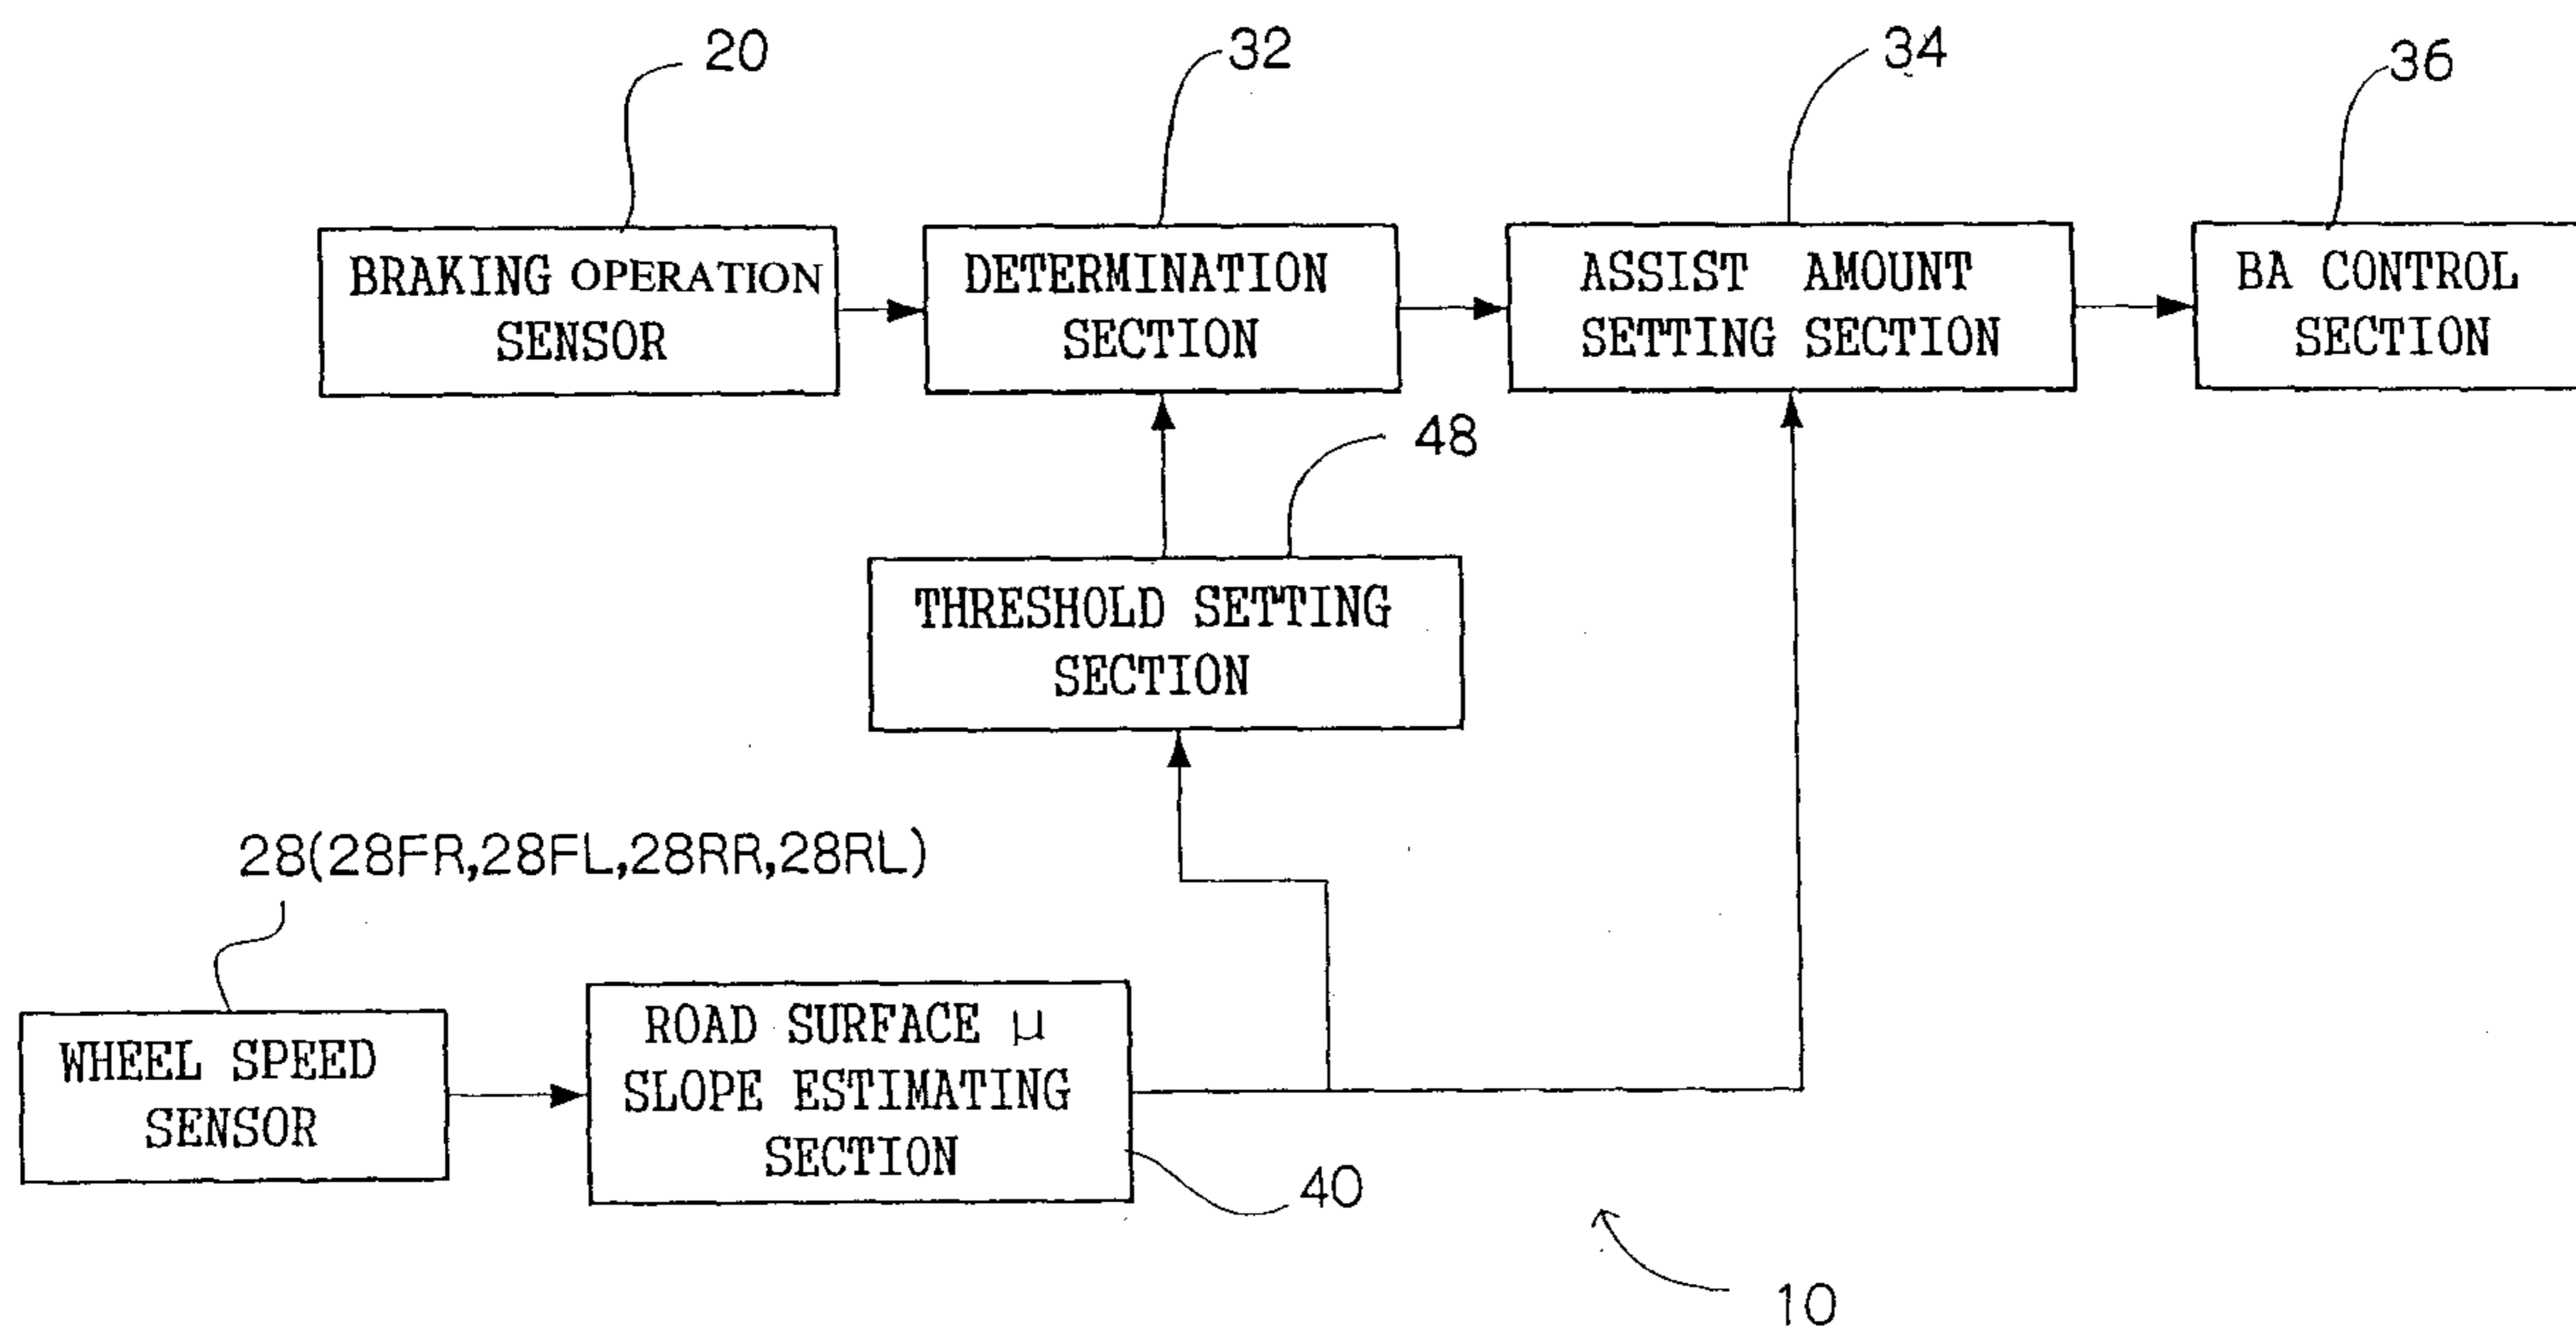 20
32
34
36
BRAKING OPERATION
SENSOR
DETERMINATION
SECTION
ASSIST AMOUNT
SETTING SECTION
BA CONTROL
SECTION
48
THRESHOLD SETTING
SECTION
28(28FR,28FL,28RR,28RL)
WHEEL SPEED
SENSOR
ROAD SURFACE μ
SLOPE ESTIMATING
SECTION
40
10